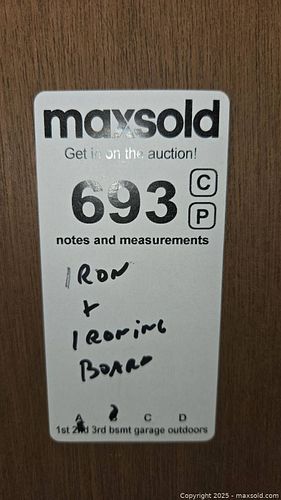 maxsold
Get in on the auction!
693
C
P
notes and measurements
IRON
+
IRONING
BOARD
A C D
1st 2nd 3rd bsmt garage outdoors
Copyright © 2025 - maxsold.com